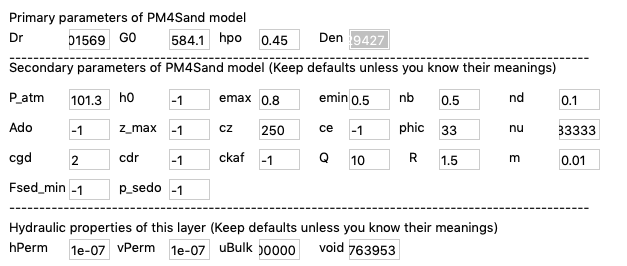 Primary parameters of PM4Sand model
Dr 01569 G0 584.1 hpo 0.45 Den 29427
--------------------------------------------------------------------------------
Secondary parameters of PM4Sand model (Keep defaults unless you know their meanings)
P_atm 101.3 h0 -1 emax 0.8 emin 0.5 nb 0.5 nd 0.1
Ado -1 z_max -1 cz 250 ce -1 phic 33 nu 33333
cgd 2 cdr -1 ckaf -1 Q 10 R 1.5 m 0.01
Fsed_min -1 p_sedo -1
--------------------------------------------------------------------------------
Hydraulic properties of this layer (Keep defaults unless you know their meanings)
hPerm 1e-07 vPerm 1e-07 uBulk 00000 void 763953